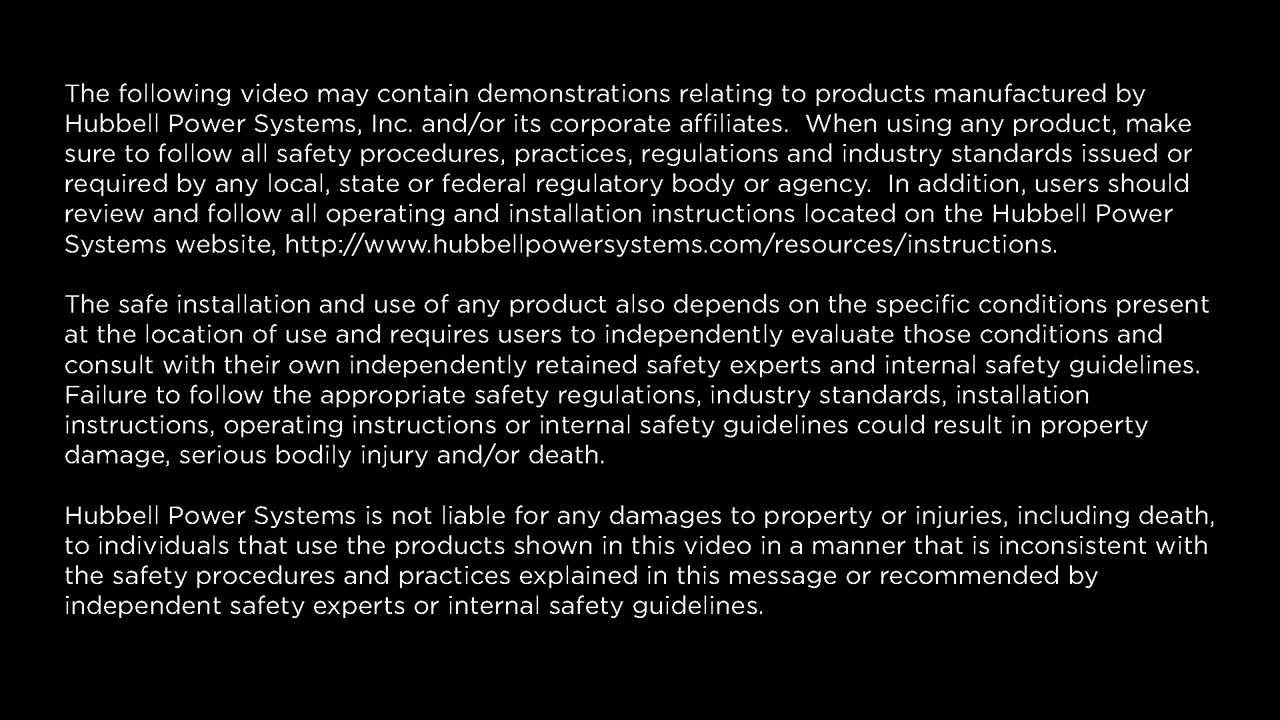 The following video may contain demonstrations relating to products manufactured by
Hubbell Power Systems, Inc. and/or its corporate affiliates.  When using any product, make
sure to follow all safety procedures, practices, regulations and industry standards issued or
required by any local, state or federal regulatory body or agency.  In addition, users should
review and follow all operating and installation instructions located on the Hubbell Power
Systems website, http://www.hubbellpowersystems.com/resources/instructions.
The safe installation and use of any product also depends on the specific conditions present
at the location of use and requires users to independently evaluate those conditions and
consult with their own independently retained safety experts and internal safety guidelines.
Failure to follow the appropriate safety regulations, industry standards, installation
instructions, operating instructions or internal safety guidelines could result in property
damage, serious bodily injury and/or death.
Hubbell Power Systems is not liable for any damages to property or injuries, including death,
to individuals that use the products shown in this video in a manner that is inconsistent with
the safety procedures and practices explained in this message or recommended by
independent safety experts or internal safety guidelines.